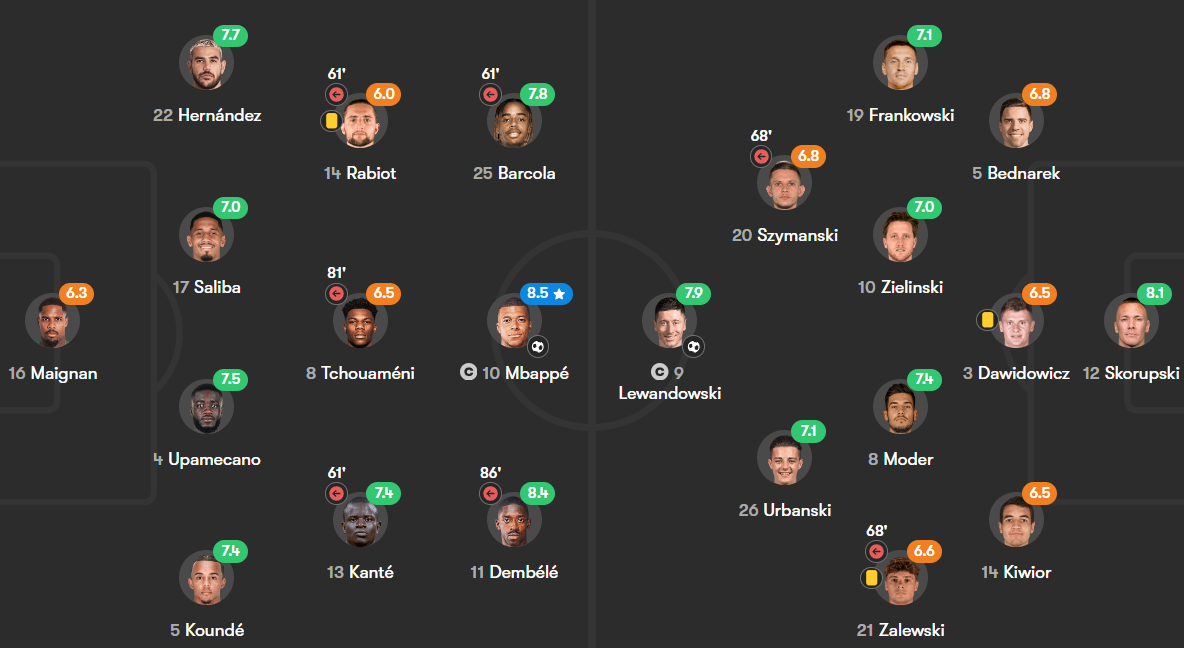 7.7
22 Hernández
61'
6.0
14 Rabiot
61'
7.8
25 Barcola
7.0
17 Saliba
6.3
16 Maignan
81'
6.5
8 Tchouaméni
8.5
C 10 Mbappé
7.5
4 Upamecano
61'
7.4
13 Kanté
86'
8.4
11 Dembélé
7.4
5 Koundé
7.1
19 Frankowski
6.8
5 Bednarek
68'
6.8
20 Szymanski
7.0
10 Zielinski
7.9
C 9
Lewandowski
6.5
3 Dawidowicz
8.1
12 Skorupski
7.4
8 Moder
7.1
26 Urbanski
6.5
14 Kiwior
68'
6.6
21 Zalewski